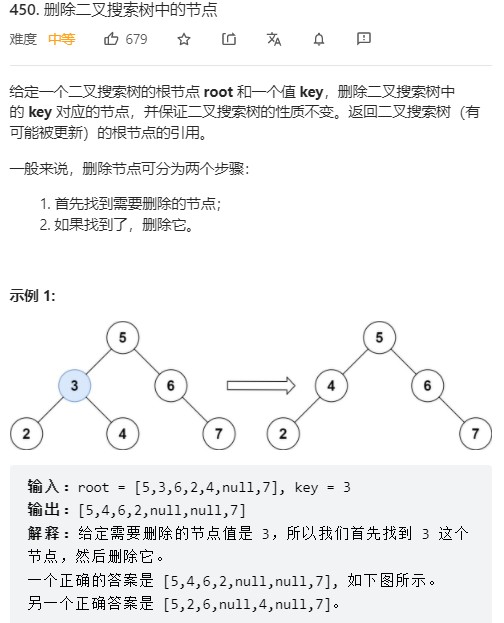 450. 删除二叉搜索树中的节点
难度 中等 679
给定一个二叉搜索树的根节点 root 和一个值 key，删除二叉搜索树中
的 key 对应的节点，并保证二叉搜索树的性质不变。返回二叉搜索树（有
可能被更新）的根节点的引用。
一般来说，删除节点可分为两个步骤：
1. 首先找到需要删除的节点；
2. 如果找到了，删除它。
示例 1:
5 5
3 6 4 6
2 4 7 2 7
输入：root = [5,3,6,2,4,null,7], key = 3
输出：[5,4,6,2,null,null,7]
解释：给定需要删除的节点值是 3，所以我们首先找到 3 这个
节点，然后删除它。
一个正确的答案是 [5,4,6,2,null,null,7], 如下图所示。
另一个正确答案是 [5,2,6,null,4,null,7]。